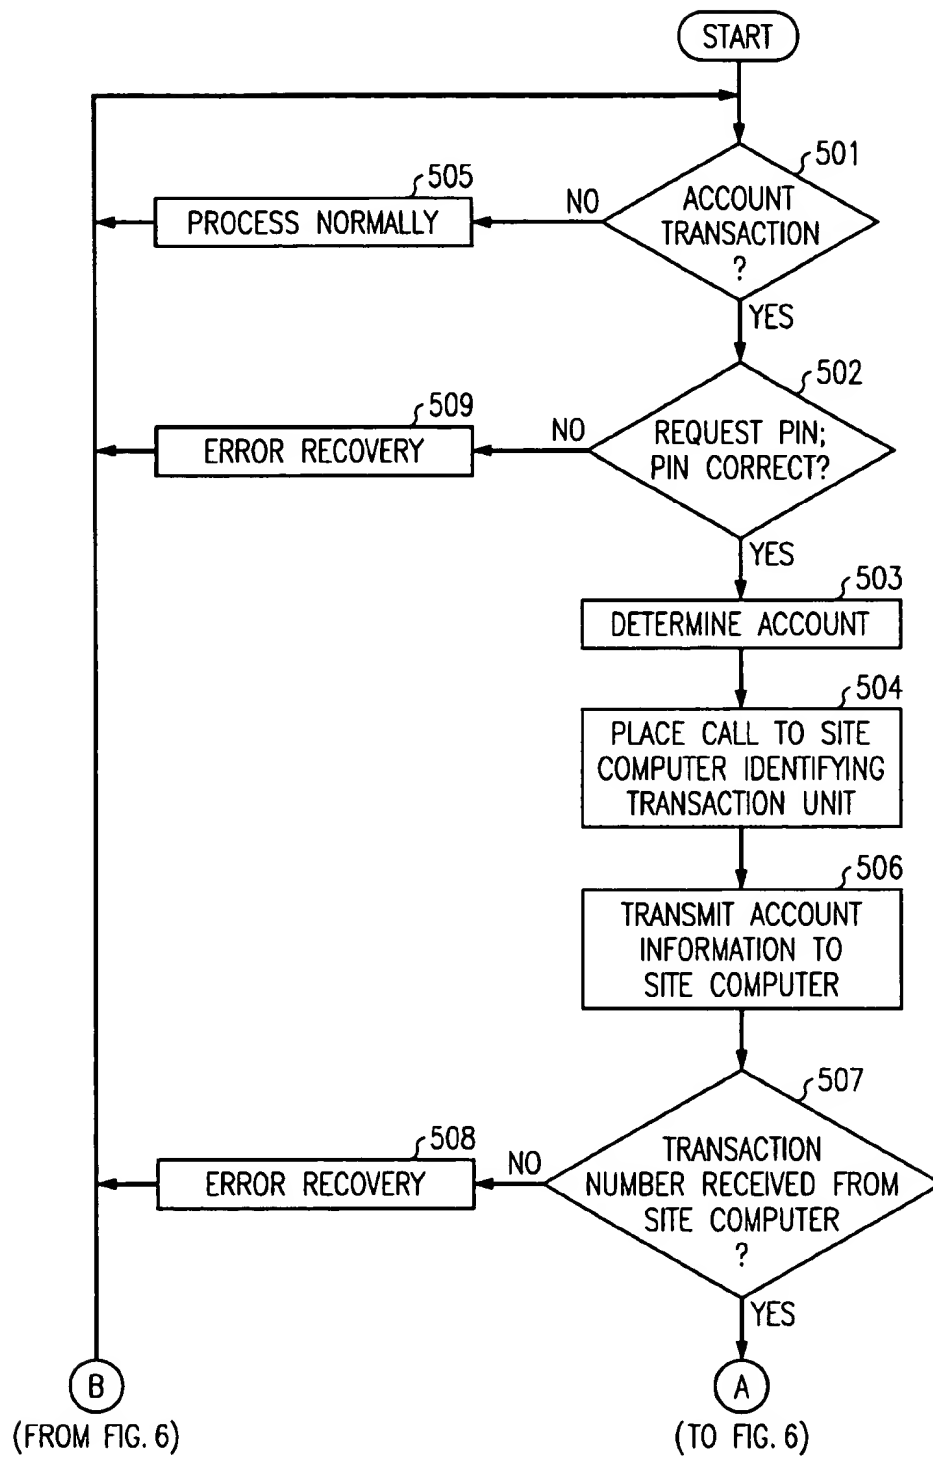 START
501
ACCOUNT
TRANSACTION
?
NO
505
PROCESS NORMALLY
YES
502
REQUEST PIN;
PIN CORRECT?
NO
509
ERROR RECOVERY
YES
503
DETERMINE ACCOUNT
504
PLACE CALL TO SITE
COMPUTER IDENTIFYING
TRANSACTION UNIT
506
TRANSMIT ACCOUNT
INFORMATION TO
SITE COMPUTER
507
TRANSACTION
NUMBER RECEIVED FROM
SITE COMPUTER
?
NO
508
ERROR RECOVERY
YES
B
(FROM FIG. 6)
A
(TO FIG. 6)